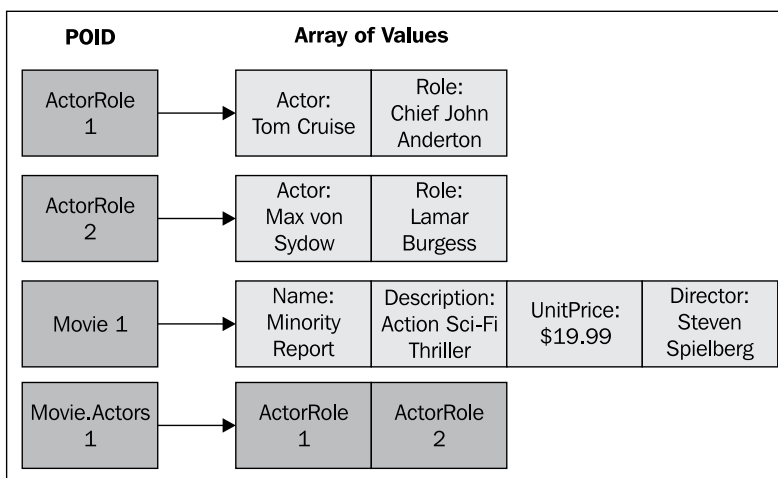 POID
Array of Values
ActorRole
1
Actor:
Tom Cruise
Role:
Chief John
Anderton
ActorRole
2
Actor:
Max von
Sydow
Role:
Lamar
Burgess
Movie 1
Name:
Minority
Report
Description:
Action Sci-Fi
Thriller
UnitPrice:
$19.99
Director:
Steven
Spielberg
Movie.Actors
1
ActorRole
1
ActorRole
2